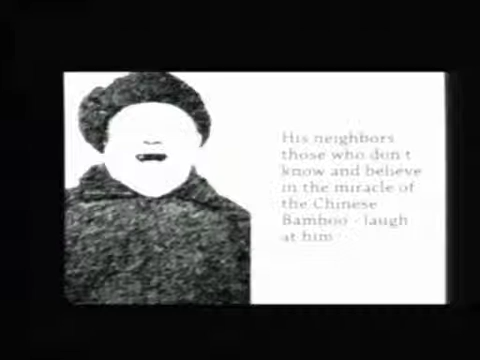 His neighbors
those who don t
know and believe
in the miracle of
the Chinese
Bamboo - laugh
at him